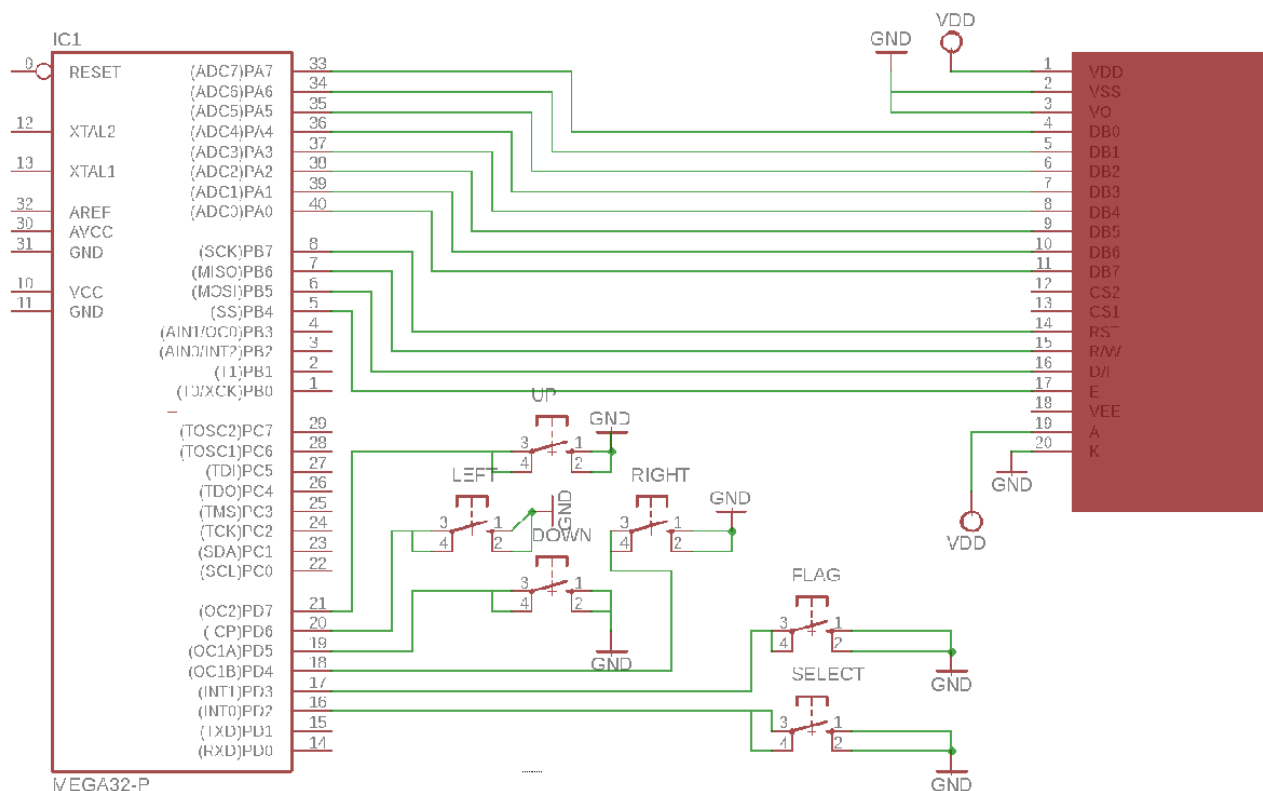 IC1
9 RESET
12 XTAL2
13 XTAL1
32 AREF
30 AVCC
31 GND
10 VCC
11 GND
(ADC7)PA7 33
(ADC6)PA6 34
(ADC5)PA5 35
(ADC4)PA4 36
(ADC3)PA3 37
(ADC2)PA2 38
(ADC1)PA1 39
(ADC0)PA0 40
(SCK)PB7 8
(MISO)PB6 7
(MOSI)PB5 6
(SS)PB4 5
(AIN1/OC0)PB3 4
(AIN0/INT2)PB2 3
(T1)PB1 2
(T0/XCK)PB0 1
(TOSC2)PC7 29
(TOSC1)PC6 28
(TDI)PC5 27
(TDO)PC4 26
(TMS)PC3 25
(TCK)PC2 24
(SDA)PC1 23
(SCL)PC0 22
(OC2)PD7 21
(ICP)PD6 20
(OC1A)PD5 19
(OC1B)PD4 18
(INT1)PD3 17
(INT0)PD2 16
(TXD)PD1 15
(RXD)PD0 14
MEGA32-P
UP
3 1
4 2
GND
LEFT
3 1
4 2
GND
RIGHT
3
4 2
GND
DOWN
3 1
4 2
GND
FLAG
3 1
4 2
GND
SELECT
3 1
4 2
GND
GND
VDD
1 VDD
2 VSS
3 VO
4 DB0
5 DB1
6 DB2
7 DB3
8 DB4
9 DB5
10 DB6
11 DB7
12 CS2
13 CS1
14 RST
15 R/W
16 D/I
17 E
18 VEE
19 A
20 K
GND
VDD